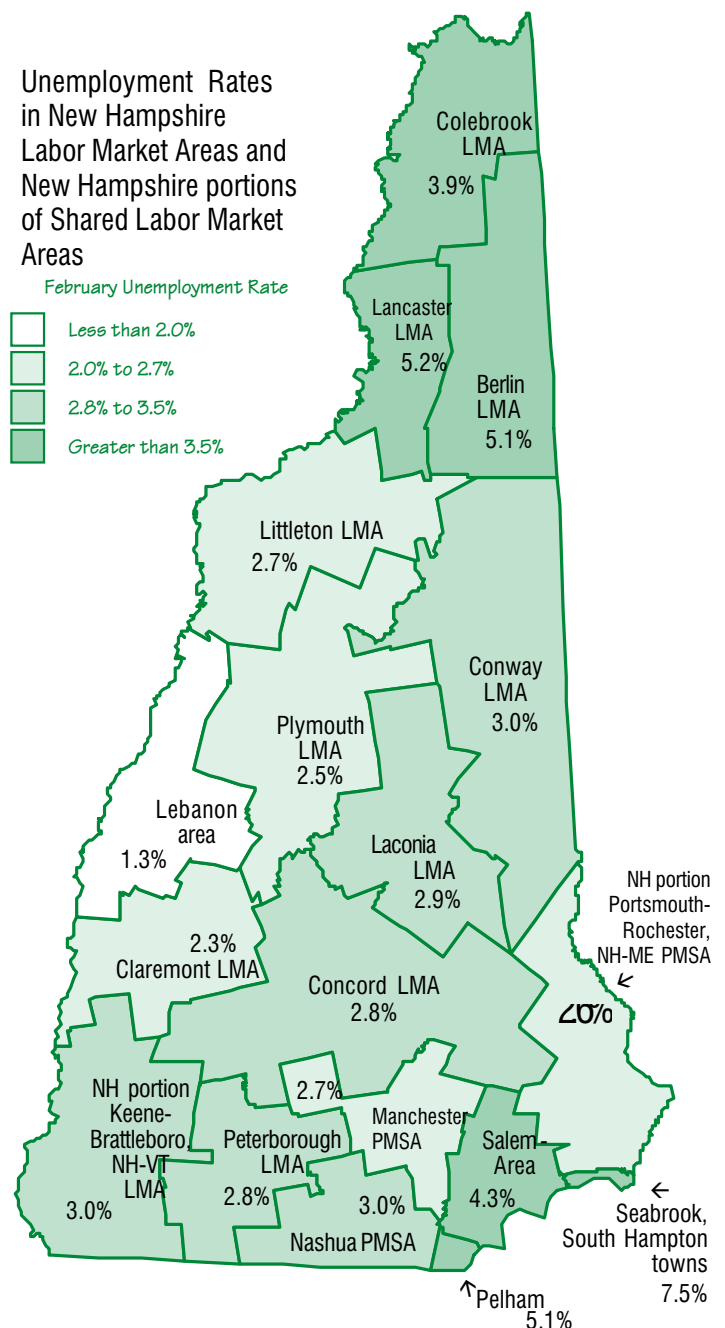 Unemployment Rates
in New Hampshire
Labor Market Areas and
New Hampshire portions
of Shared Labor Market
Areas
February Unemployment Rate
Less than 2.0%
2.0% to 2.7%
2.8% to 3.5%
Greater than 3.5%
Colebrook
LMA
3.9%
Lancaster
LMA
5.2%
Berlin
LMA
5.1%
Littleton LMA
2.7%
Conway
LMA
3.0%
Plymouth
LMA
2.5%
Lebanon
area
1.3%
Laconia
LMA
2.9%
NH portion
Portsmouth-
Rochester,
NH-ME PMSA
2.3%
Claremont LMA
Concord LMA
2.8%
NH portion
Keene-
Brattleboro,
NH-VT
LMA
3.0%
2.7%
Manchester
PMSA
Peterborough
LMA
2.8%
Salem-
Area
4.3%
3.0%
Nashua PMSA
Seabrook,
South Hampton
towns
7.5%
Pelham
5.1%